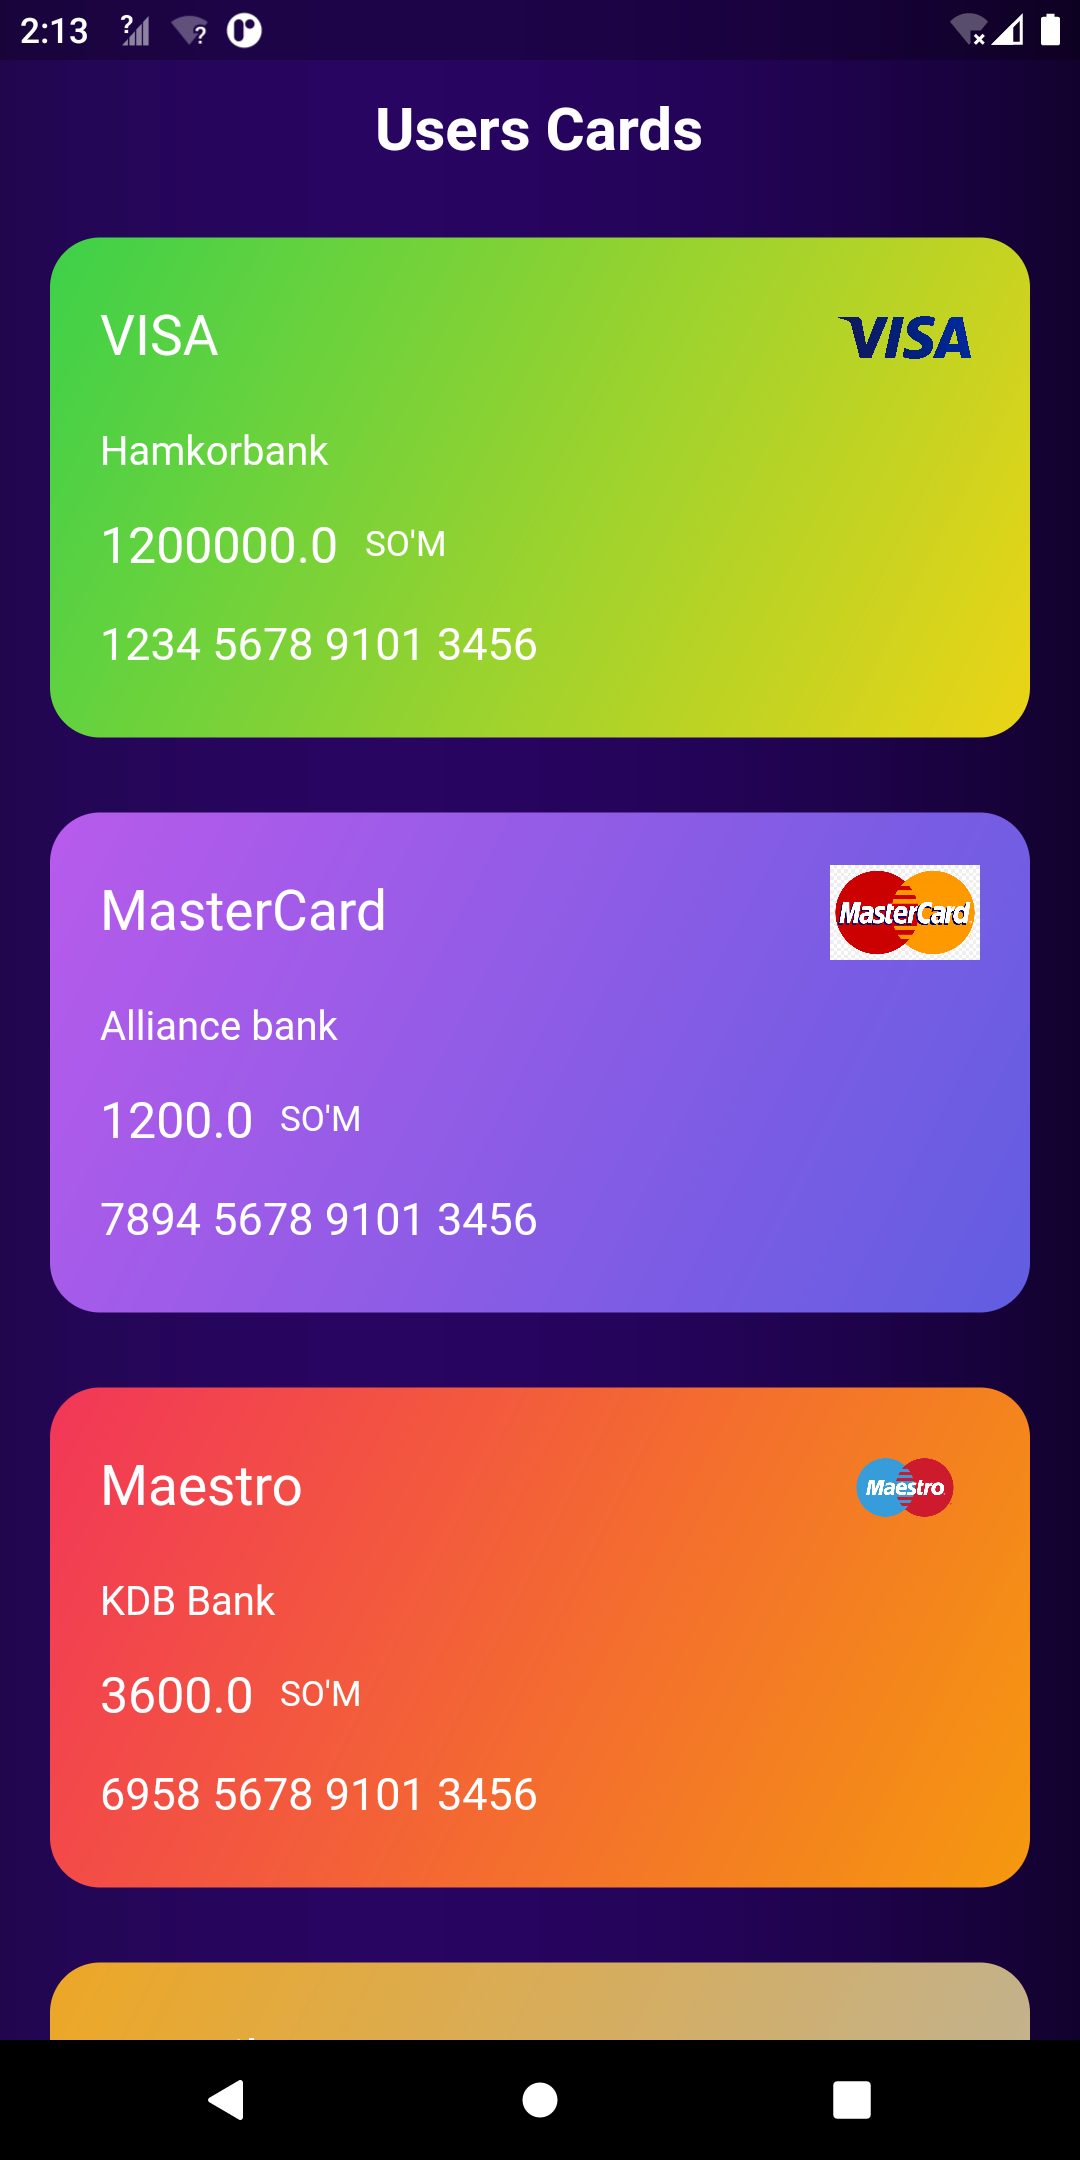 2:13
Users Cards
VISA
VISA
Hamkorbank
1200000.0 SO'M
1234 5678 9101 3456
MasterCard
MasterCard
Alliance bank
1200.0 SO'M
7894 5678 9101 3456
Maestro
Maestro
KDB Bank
3600.0 SO'M
6958 5678 9101 3456